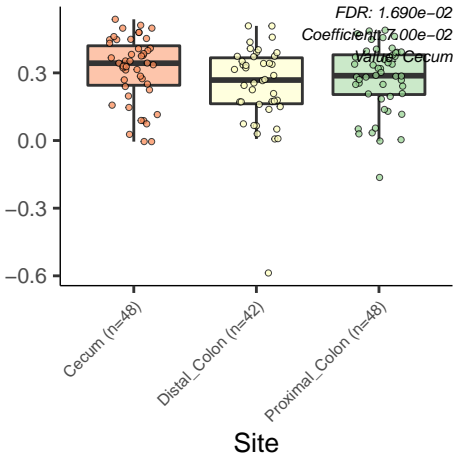 FDR: 1.690e−02
Coefficient: .00e−02
Value: Cecum
0.3
0.0
−0.3
−0.6
Cecum (n=48)
Distal_Colon (n=42)
Proximal_Colon (n=48)
Site